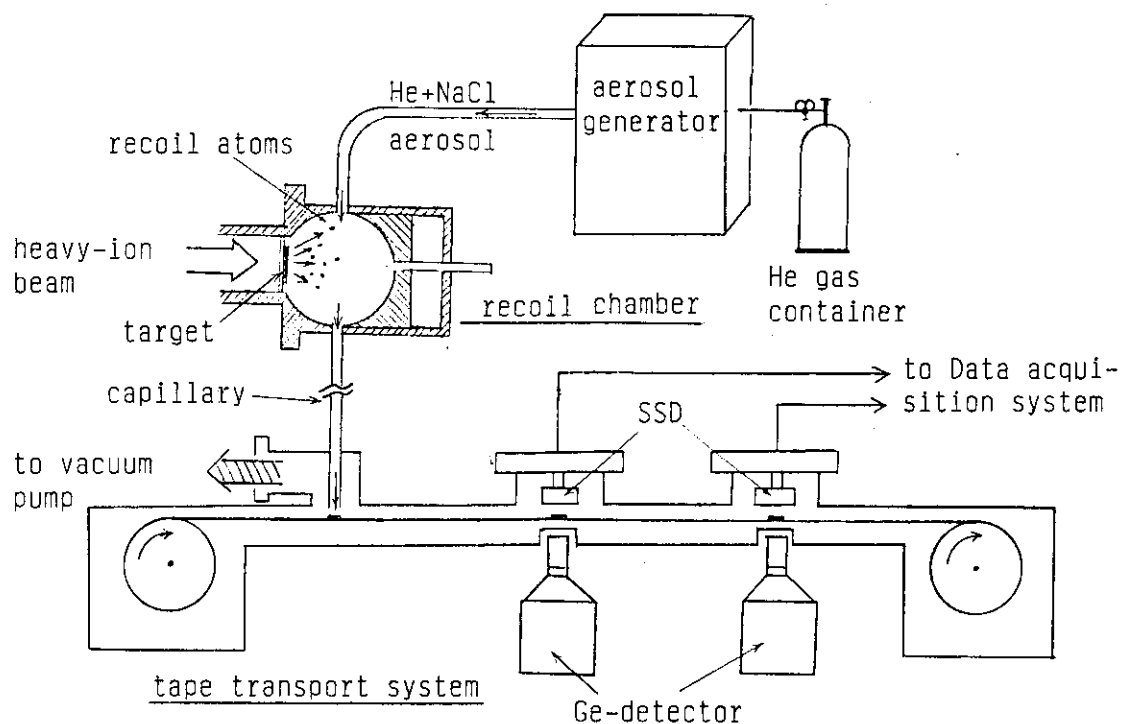 He+NaCl
aerosol
aerosol
generator
recoil atoms
heavy-ion
beam
target
recoil chamber
He gas
container
capillary
to Data acqui-
sition system
SSD
to vacuum
pump
tape transport system
Ge-detector